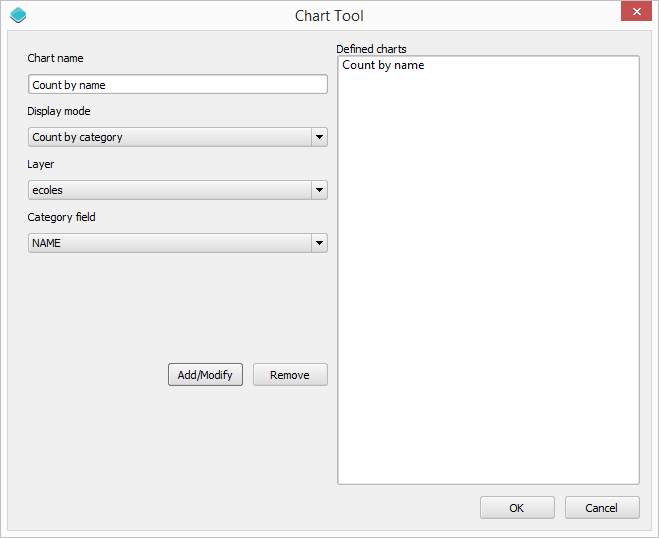 Chart Tool
Chart name
Count by name
Display mode
Count by category
Layer
ecoles
Category field
NAME
Add/Modify
Remove
Defined charts
Count by name
OK
Cancel